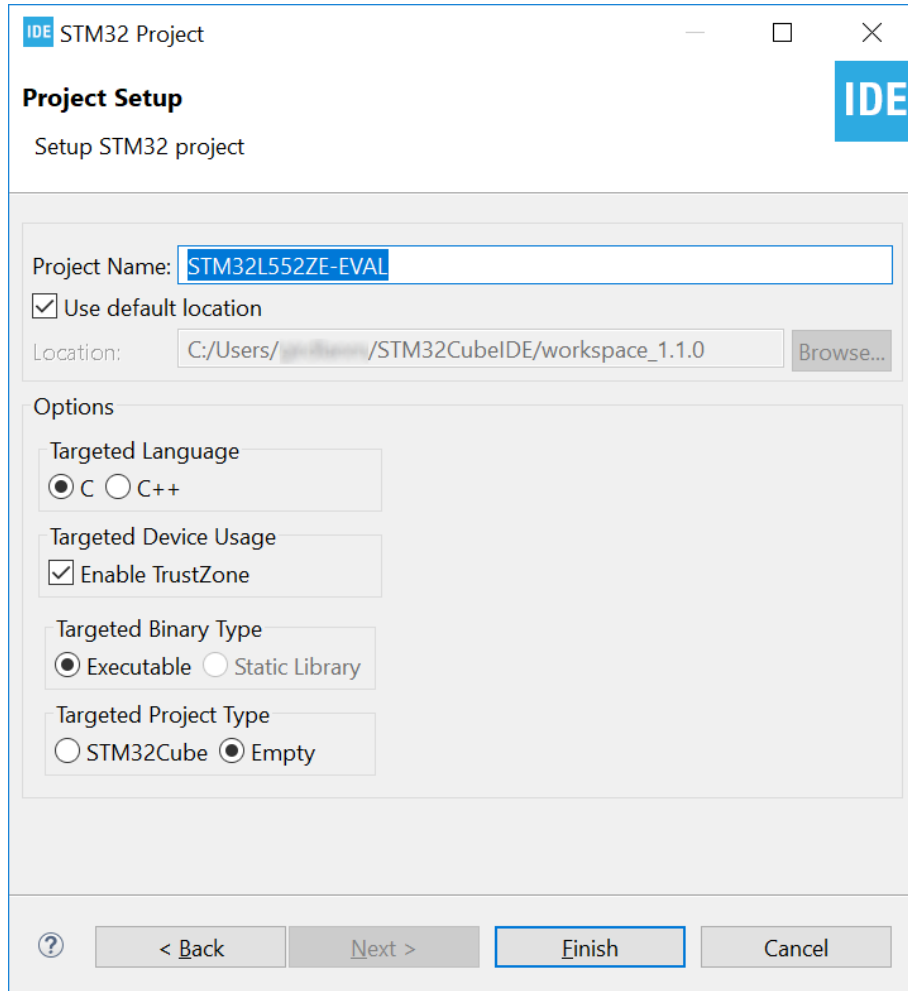 IDE STM32 Project
Project Setup
IDE
Setup STM32 project
Project Name: STM32L552ZE-EVAL
Use default location
Location: C:/Users/ /STM32CubeIDE/workspace_1.1.0 Browse...
Options
Targeted Language
C C++
Targeted Device Usage
Enable TrustZone
Targeted Binary Type
Executable Static Library
Targeted Project Type
STM32Cube Empty
? < Back Next > Finish Cancel